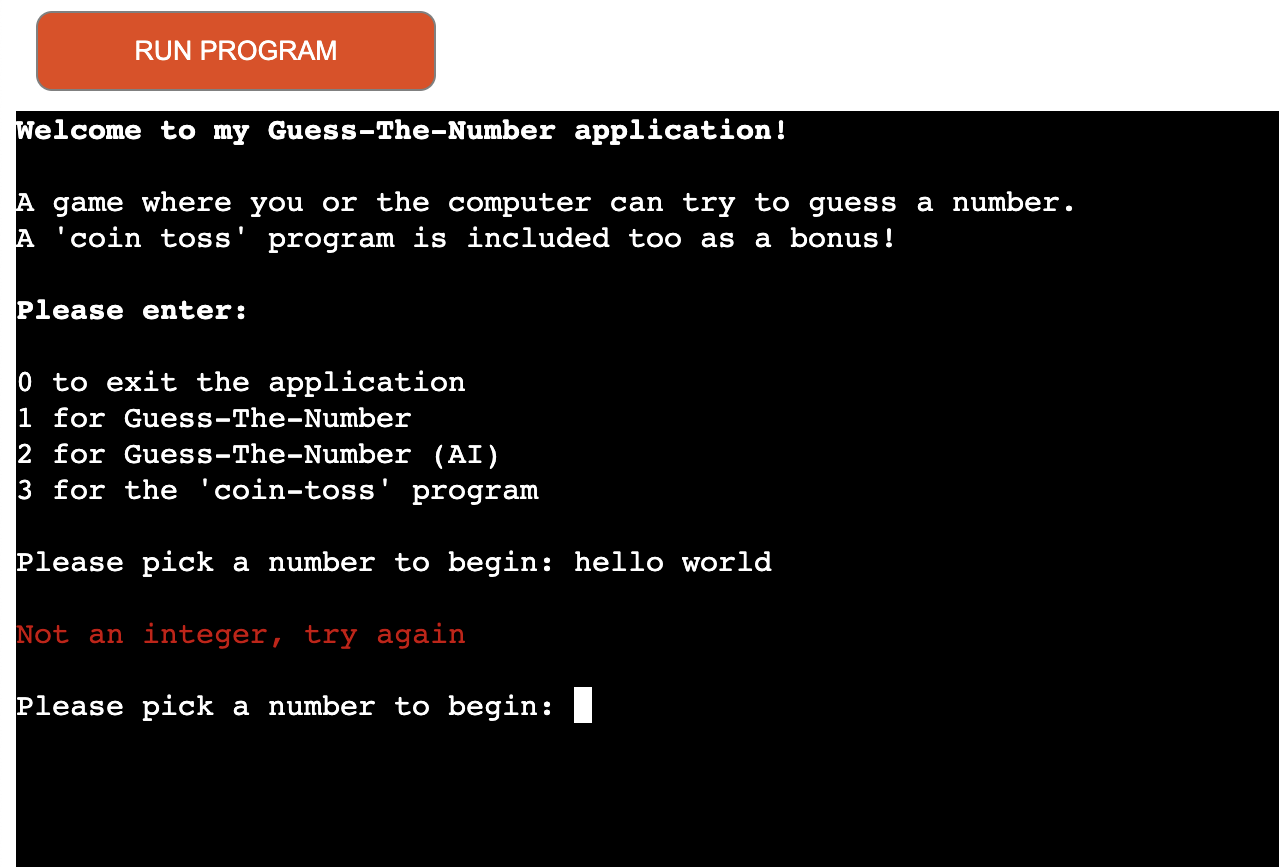 RUN PROGRAM
Welcome to my Guess-The-Number application!
A game where you or the computer can try to guess a number.
A 'coin toss' program is included too as a bonus!
Please enter:
0 to exit the application
1 for Guess-The-Number
2 for Guess-The-Number (AI)
3 for the 'coin-toss' program
Please pick a number to begin: hello world
Not an integer, try again
Please pick a number to begin: